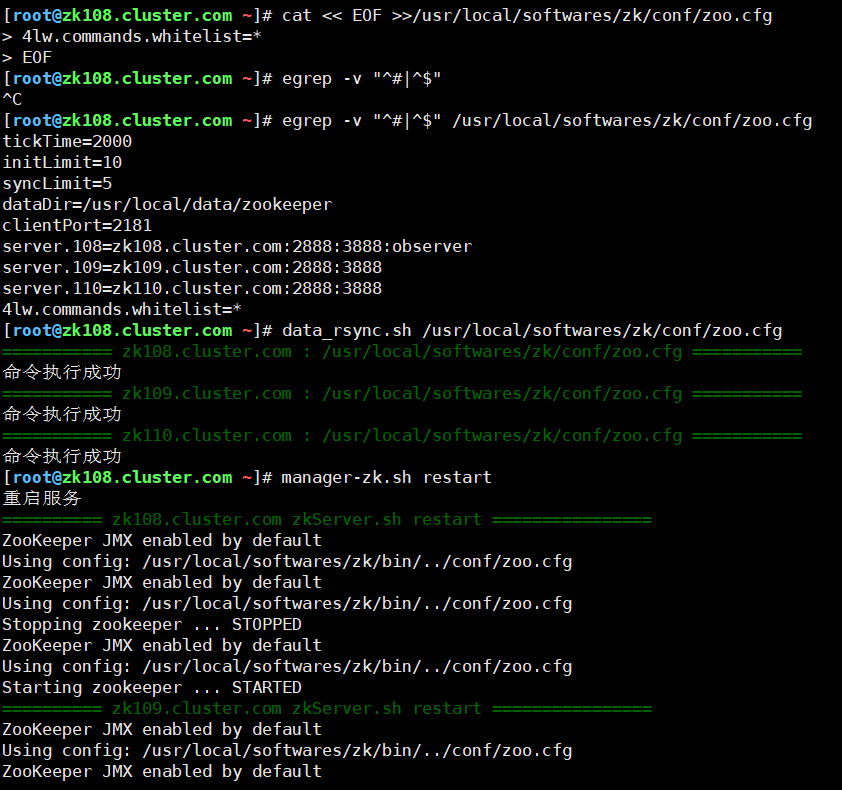 [root@zk108.cluster.com ~]# cat << EOF >>/usr/local/softwares/zk/conf/zoo.cfg
> 4lw.commands.whitelist=*
> EOF
[root@zk108.cluster.com ~]# egrep -v "^#|^$"
^C
[root@zk108.cluster.com ~]# egrep -v "^#|^$" /usr/local/softwares/zk/conf/zoo.cfg
tickTime=2000
initLimit=10
syncLimit=5
dataDir=/usr/local/data/zookeeper
clientPort=2181
server.108=zk108.cluster.com:2888:3888:observer
server.109=zk109.cluster.com:2888:3888
server.110=zk110.cluster.com:2888:3888
4lw.commands.whitelist=*
[root@zk108.cluster.com ~]# data_rsync.sh /usr/local/softwares/zk/conf/zoo.cfg
=========== zk108.cluster.com : /usr/local/softwares/zk/conf/zoo.cfg ===========
命令执行成功
=========== zk109.cluster.com : /usr/local/softwares/zk/conf/zoo.cfg ===========
命令执行成功
=========== zk110.cluster.com : /usr/local/softwares/zk/conf/zoo.cfg ===========
命令执行成功
[root@zk108.cluster.com ~]# manager-zk.sh restart
重启服务
========== zk108.cluster.com zkServer.sh restart ================
ZooKeeper JMX enabled by default
Using config: /usr/local/softwares/zk/bin/../conf/zoo.cfg
ZooKeeper JMX enabled by default
Using config: /usr/local/softwares/zk/bin/../conf/zoo.cfg
Stopping zookeeper ... STOPPED
ZooKeeper JMX enabled by default
Using config: /usr/local/softwares/zk/bin/../conf/zoo.cfg
Starting zookeeper ... STARTED
========== zk109.cluster.com zkServer.sh restart ================
ZooKeeper JMX enabled by default
Using config: /usr/local/softwares/zk/bin/../conf/zoo.cfg
ZooKeeper JMX enabled by default